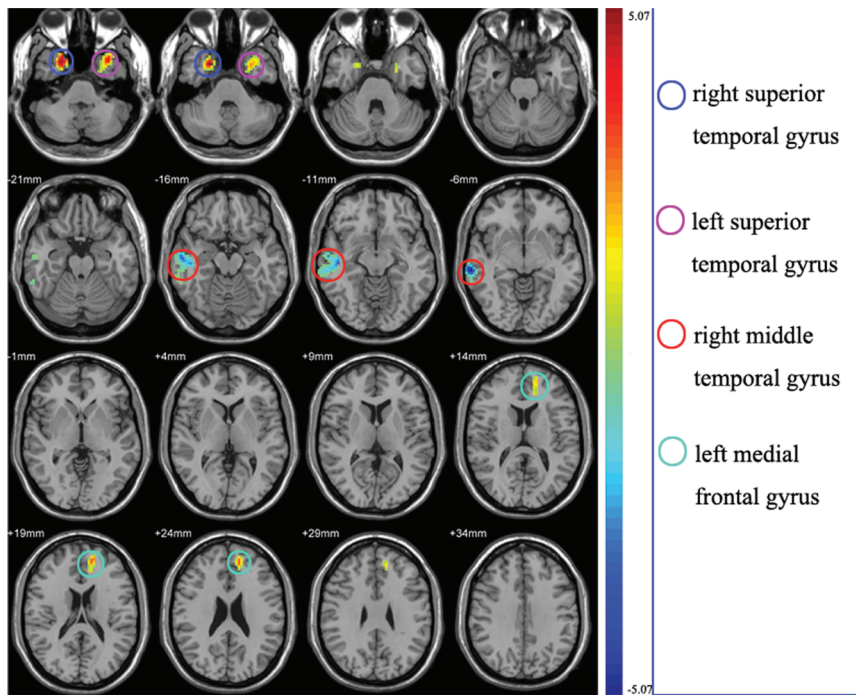 5.07
right superior
temporal gyrus
left superior
temporal gyrus
right middle
temporal gyrus
left medial
frontal gyrus
-21mm -16mm -11mm -6mm
-1mm +4mm +9mm +14mm
+19mm +24mm +29mm +34mm
-5.07